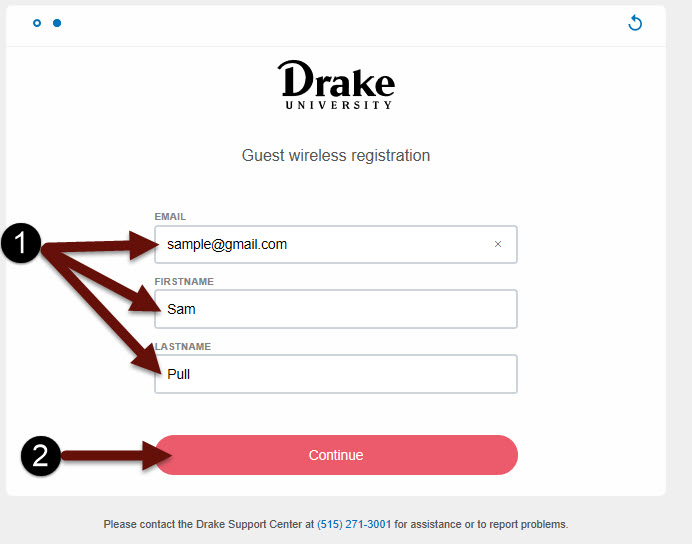 Drake
UNIVERSITY
Guest wireless registration
EMAIL
1
sample@gmail.com
FIRSTNAME
Sam
LASTNAME
Pull
2
Continue
Please contact the Drake Support Center at (515) 271-3001 for assistance or to report problems.